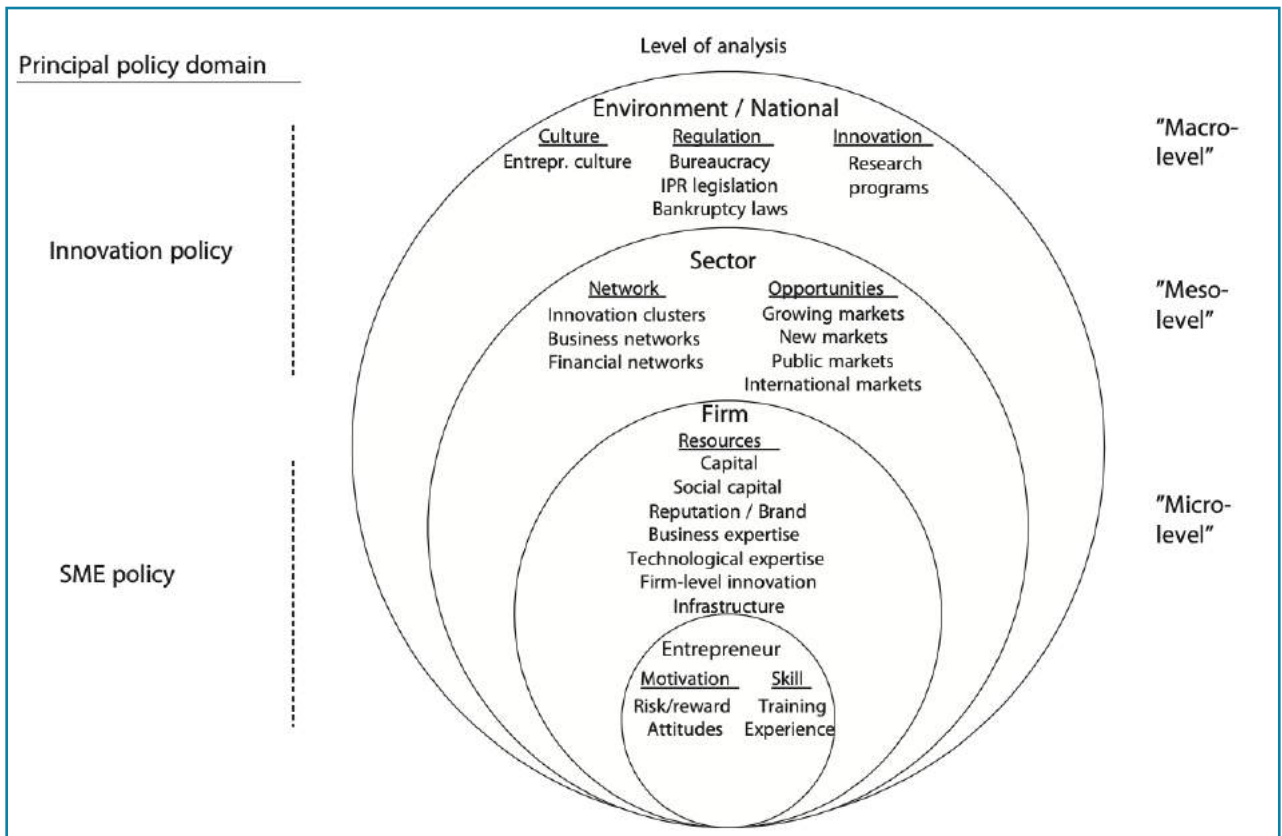 Level of analysis
Principal policy domain
Environment / National
Culture
Entrepr. culture
Regulation
Bureaucracy
IPR legislation
Bankruptcy laws
Innovation
Research
programs
"Macro-
level"
Innovation policy
Sector
Network
Innovation clusters
Business networks
Financial networks
Opportunities
Growing markets
New markets
Public markets
International markets
"Meso-
level"
Firm
Resources
Capital
Social capital
Reputation / Brand
Business expertise
Technological expertise
Firm-level innovation
Infrastructure
"Micro-
level"
SME policy
Entrepreneur
Motivation
Risk/reward
Attitudes
Skill
Training
Experience